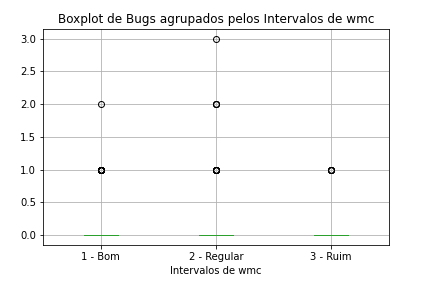 Boxplot de Bugs agrupados pelos Intervalos de wmc
3.0
2.5
2.0
1.5
1.0
0.5
0.0
1 - Bom
2 - Regular
3 - Ruim
Intervalos de wmc